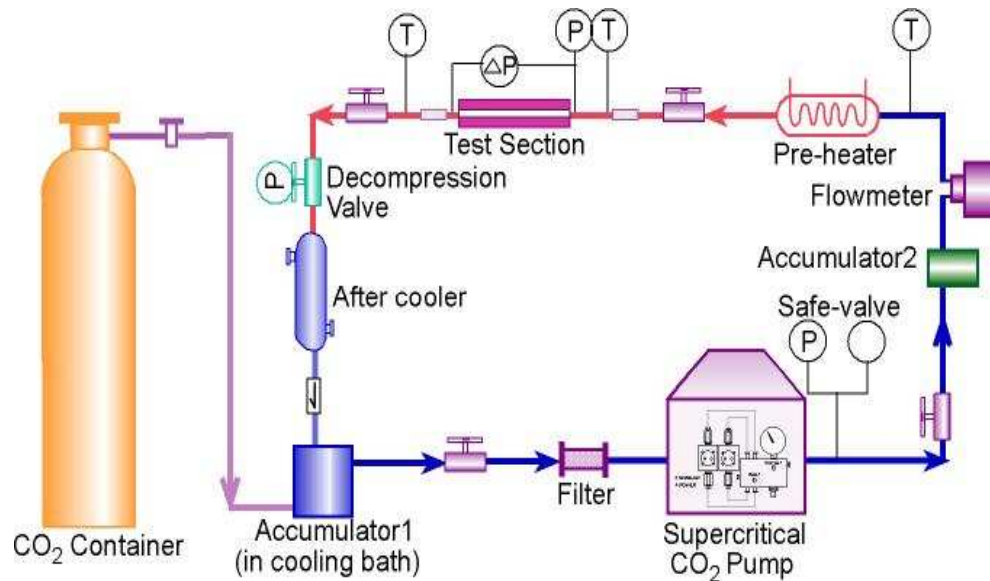 T
P
T
T
ΔP
Test Section
Pre-heater
P
Decompression
Valve
Flowmeter
Accumulator2
After cooler
Safe-valve
P
Filter
CO₂ Container
Accumulator1
(in cooling bath)
Supercritical
CO₂ Pump